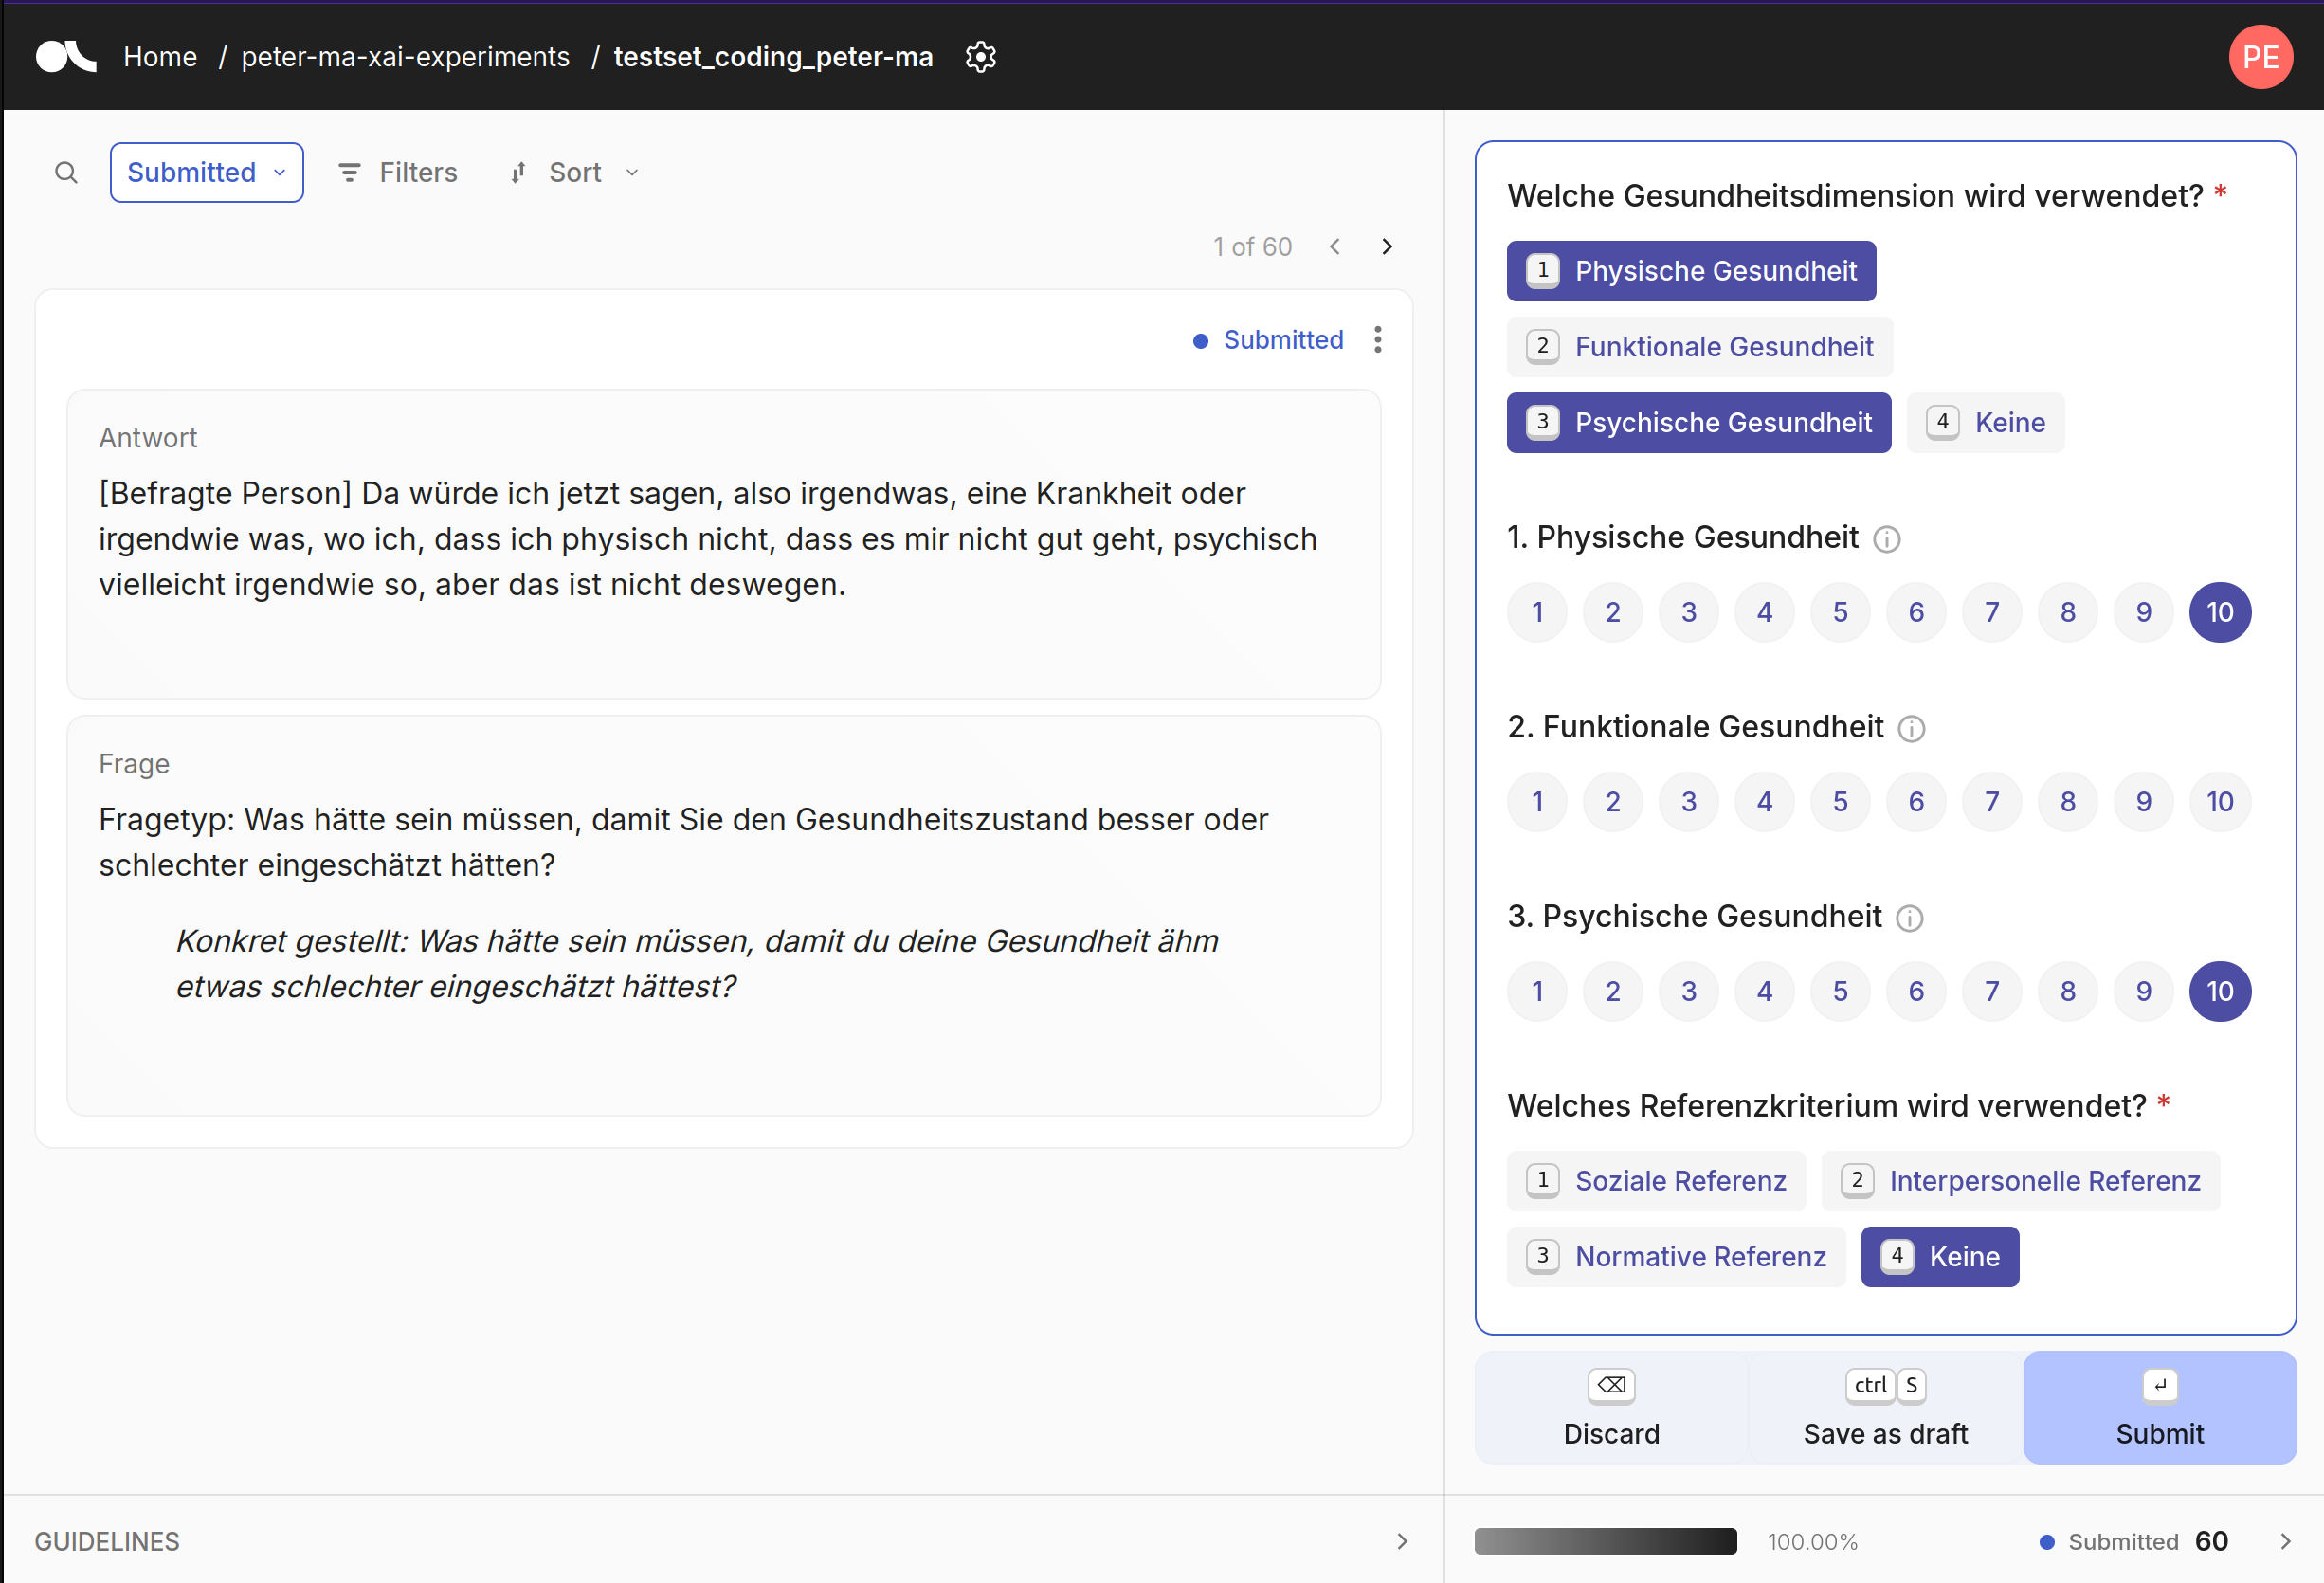 Home / peter-ma-xai-experiments / testset_coding_peter-ma
PE
Submitted Filters Sort
1 of 60
Submitted
Antwort
[Befragte Person] Da würde ich jetzt sagen, also irgendwas, eine Krankheit oder
irgendwie was, wo ich, dass ich physisch nicht, dass es mir nicht gut geht, psychisch
vielleicht irgendwie so, aber das ist nicht deswegen.
Frage
Fragetyp: Was hätte sein müssen, damit Sie den Gesundheitszustand besser oder
schlechter eingeschätzt hätten?
Konkret gestellt: Was hätte sein müssen, damit du deine Gesundheit ähm
etwas schlechter eingeschätzt hättest?
Welche Gesundheitsdimension wird verwendet? *
1 Physische Gesundheit
2 Funktionale Gesundheit
3 Psychische Gesundheit 4 Keine
1. Physische Gesundheit
1 2 3 4 5 6 7 8 9 10
2. Funktionale Gesundheit
1 2 3 4 5 6 7 8 9 10
3. Psychische Gesundheit
1 2 3 4 5 6 7 8 9 10
Welches Referenzkriterium wird verwendet? *
1 Soziale Referenz 2 Interpersonelle Referenz
3 Normative Referenz 4 Keine
ctrl S
Discard Save as draft Submit
GUIDELINES
100.00% Submitted 60